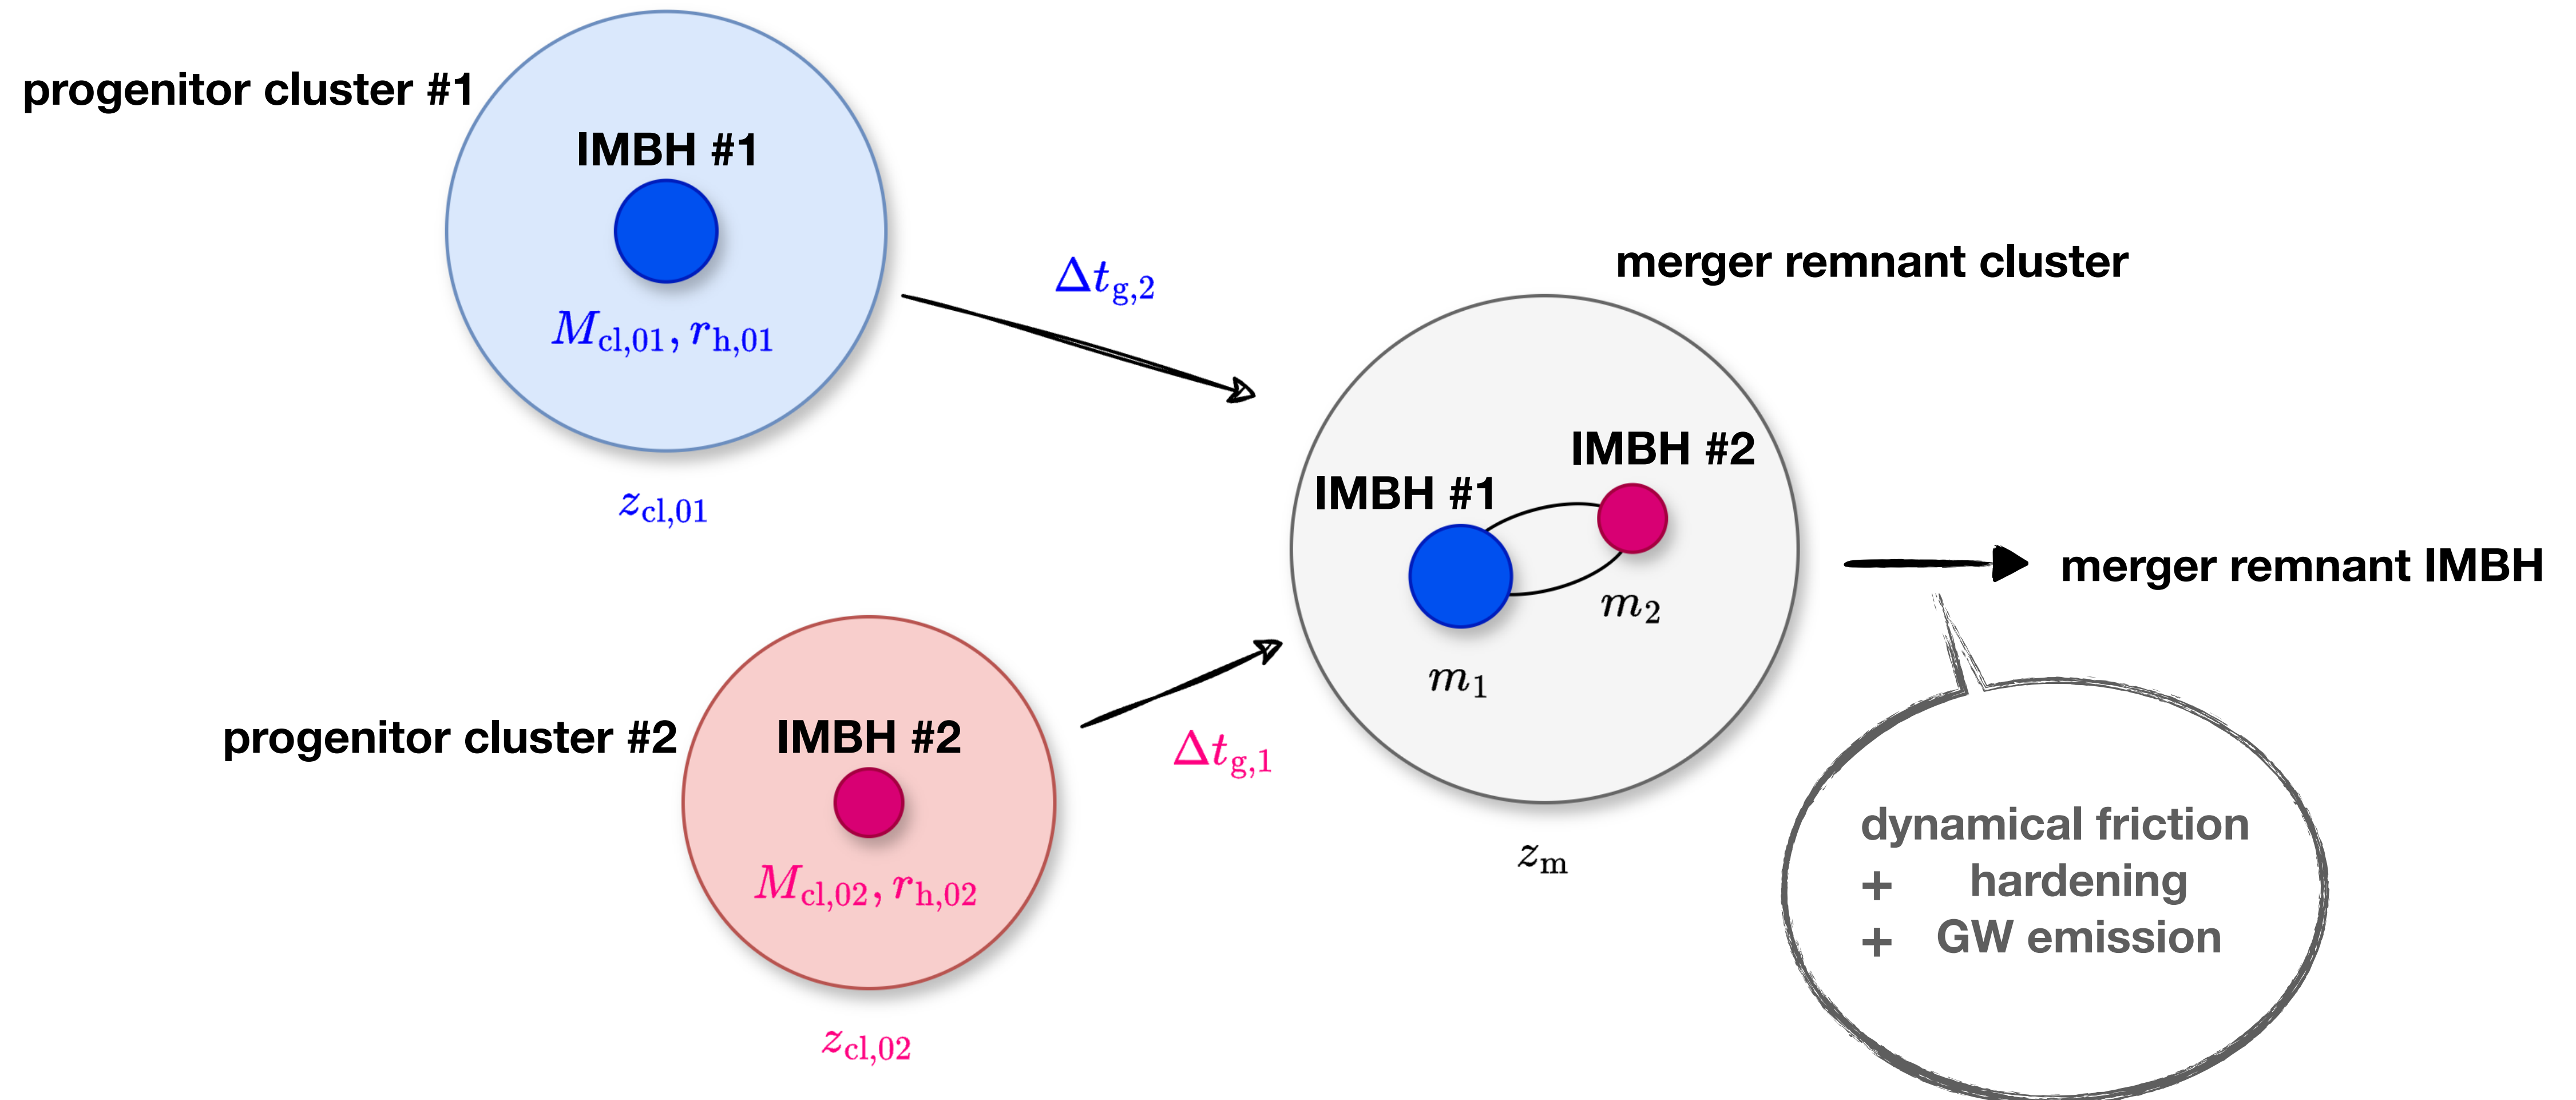 progenitor cluster #1
IMBH #1
M_cl,01, r_h,01
z_cl,01
Δt_g,2
progenitor cluster #2
IMBH #2
M_cl,02, r_h,02
z_cl,02
Δt_g,1
merger remnant cluster
IMBH #2
IMBH #1
m_2
m_1
z_m
merger remnant IMBH
dynamical friction
+ hardening
+ GW emission